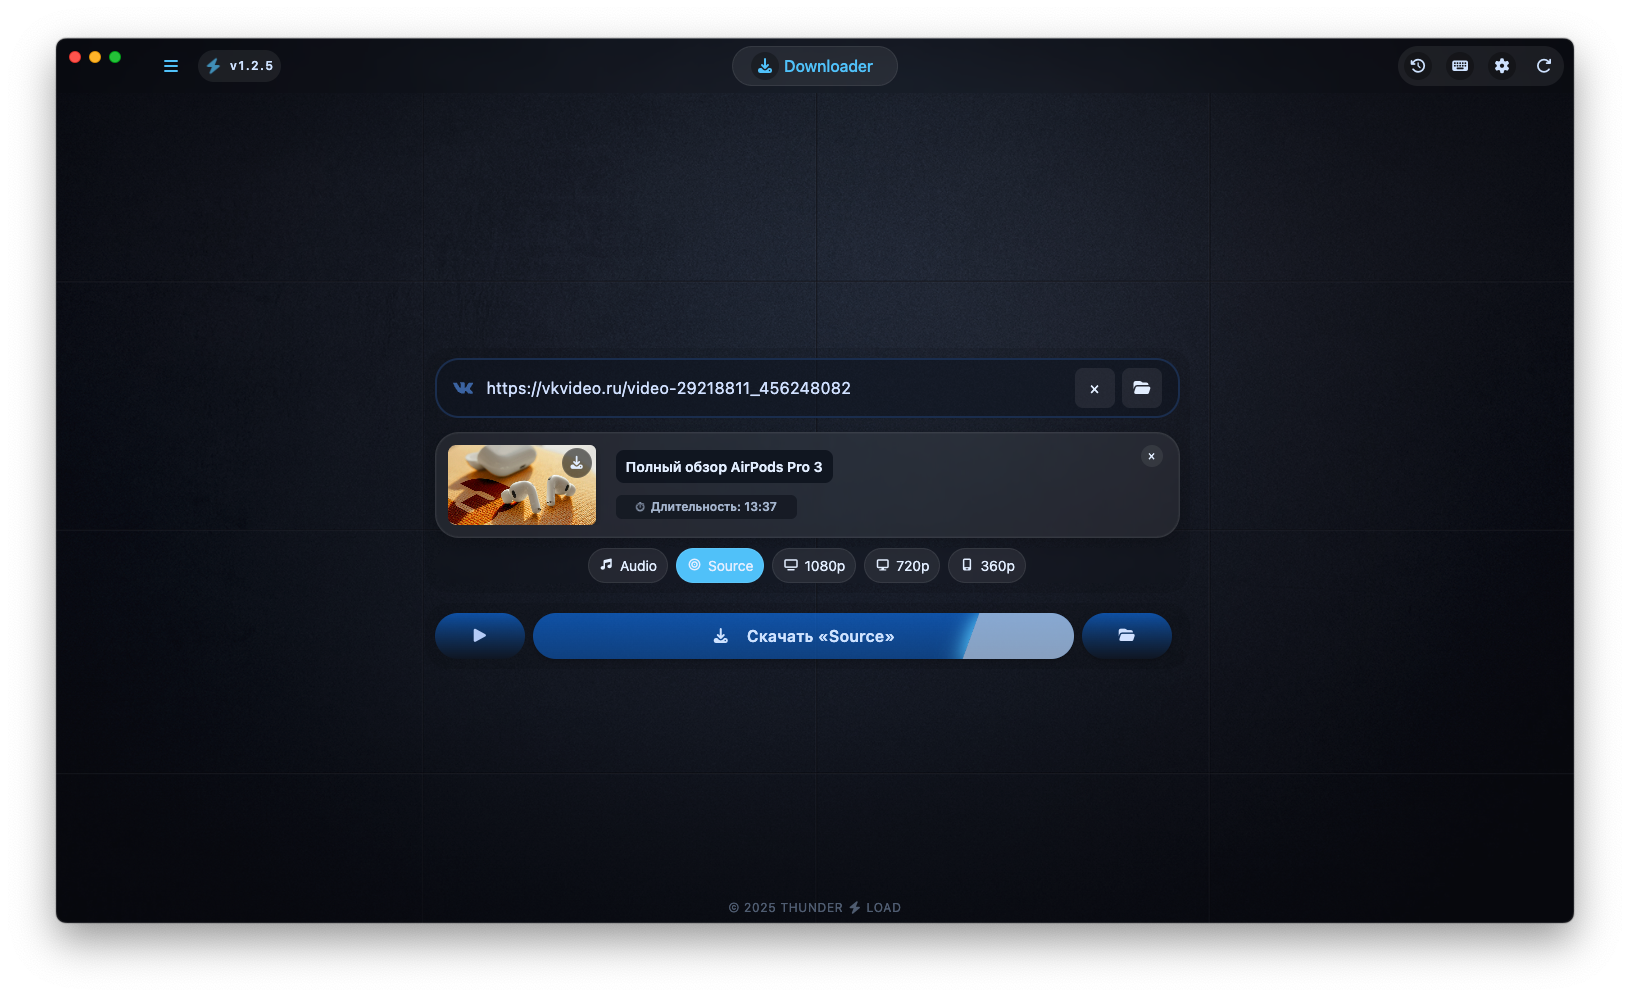 v1.2.5
Downloader
https://vkvideo.ru/video-29218811_456248082
Полный обзор AirPods Pro 3
Длительность: 13:37
Audio
Source
1080p
720p
360p
Скачать «Source»
© 2025 THUNDER LOAD